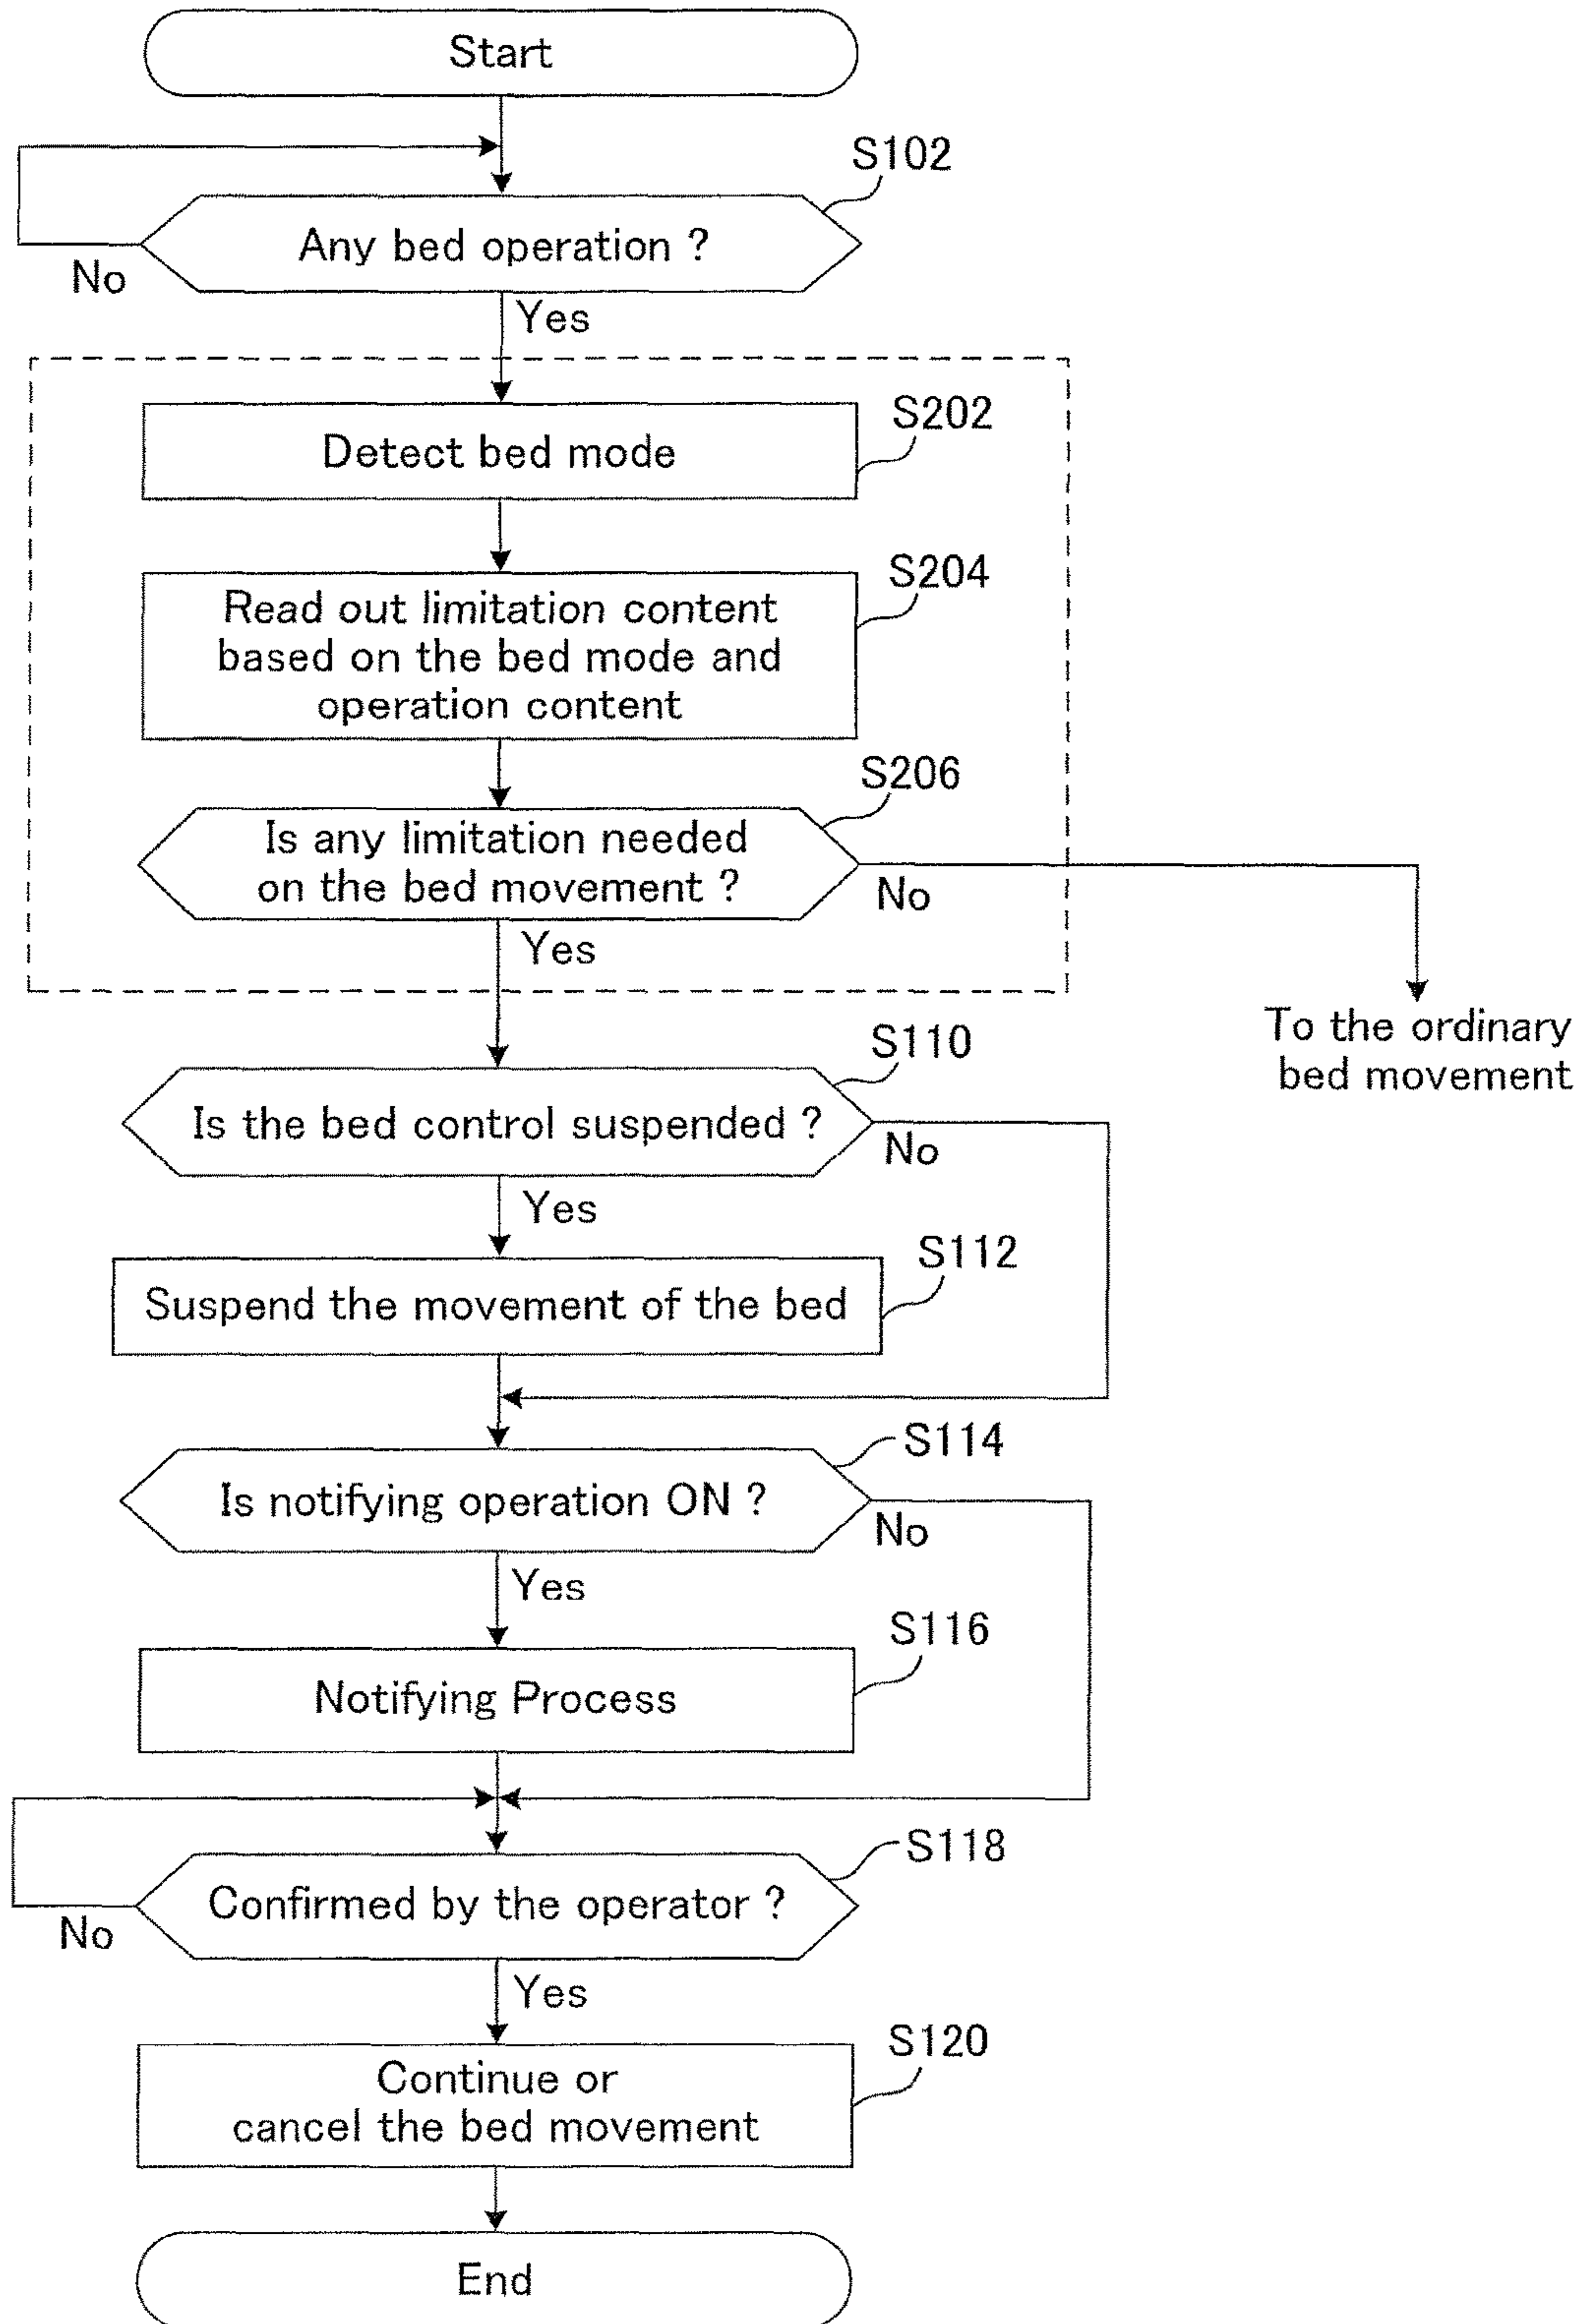 Start
S102
Any bed operation ?
No
Yes
S202
Detect bed mode
S204
Read out limitation content
based on the bed mode and
operation content
S206
Is any limitation needed
on the bed movement ?
No
Yes
To the ordinary
bed movement
S110
Is the bed control suspended ?
No
Yes
S112
Suspend the movement of the bed
S114
Is notifying operation ON ?
No
Yes
S116
Notifying Process
S118
Confirmed by the operator ?
No
Yes
S120
Continue or
cancel the bed movement
End